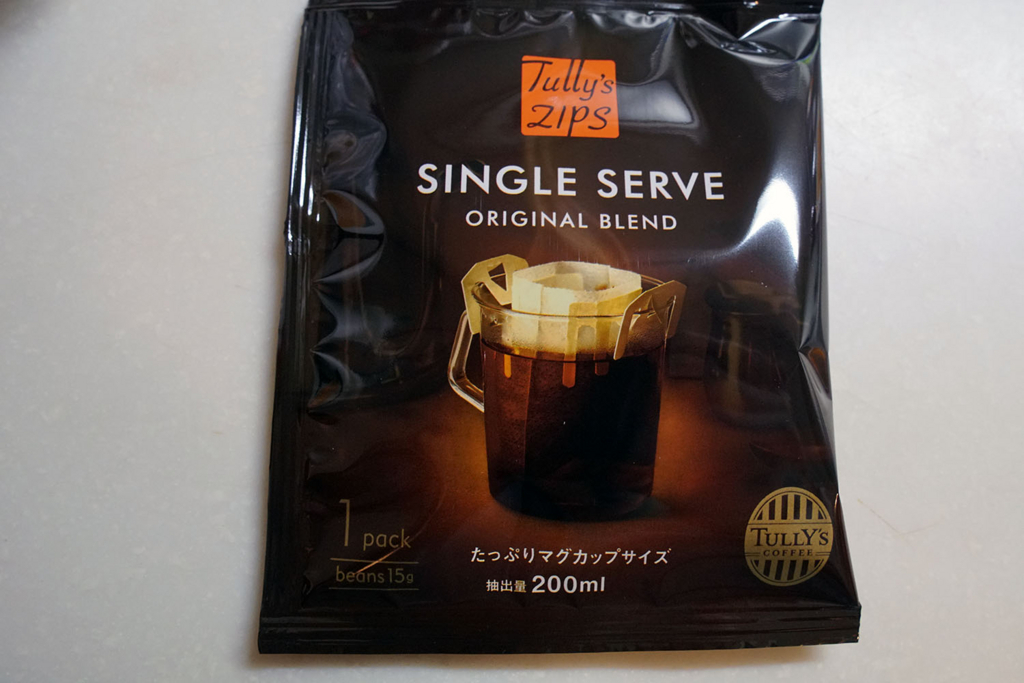 Tully's
ZIPS
SINGLE SERVE
ORIGINAL BLEND
1 pack
beans 15g
たっぷりマグカップサイズ
抽出量 200ml
TULLY'S
COFFEE